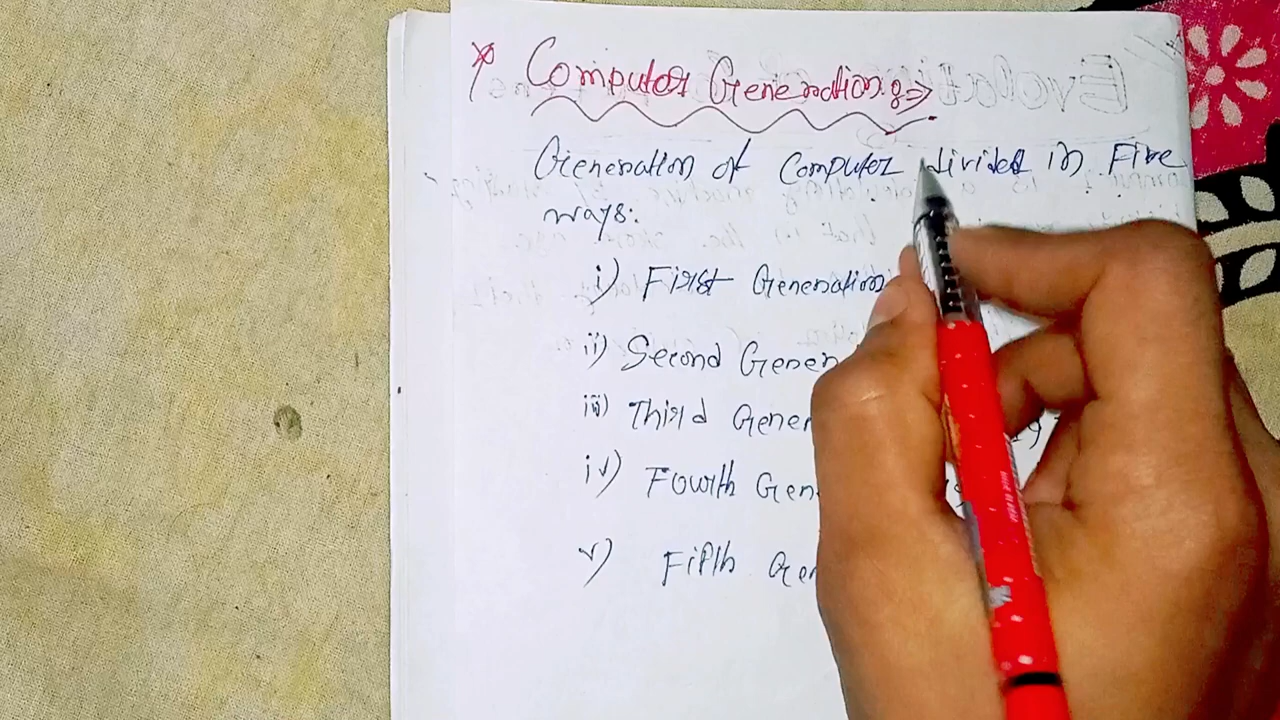 * Computer Generation :⇒
Generation of Computer divided in Five
ways:
i) First Generation
ii) Second Gener
iii) Third Gener
iv) Fourth Gen
v) Fifth Gen